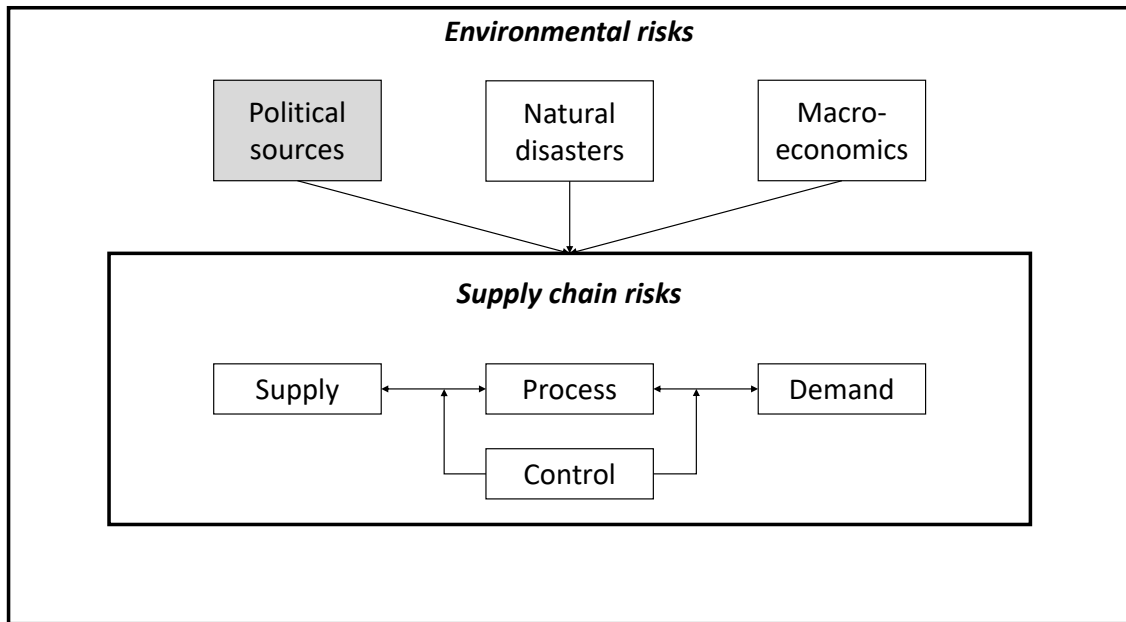 Environmental risks
Political
sources
Natural
disasters
Macro-
economics
Supply chain risks
Supply
Process
Demand
Control